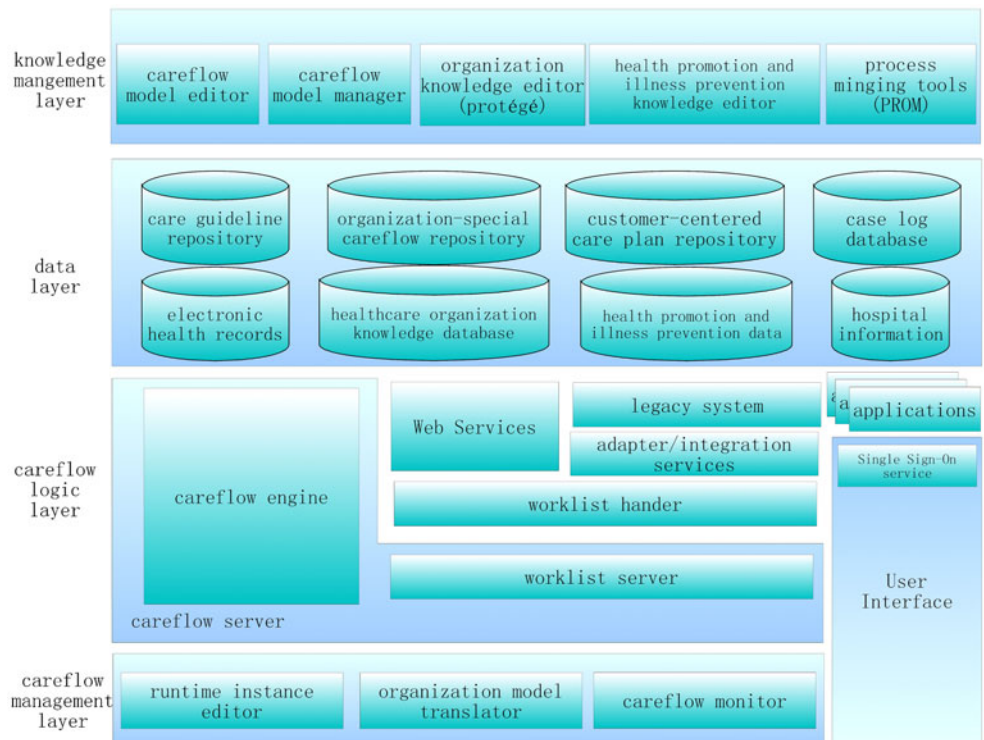 knowledge
mangement
layer
careflow
model editor
careflow
model manager
organization
knowledge editor
(protégé)
health promotion and
illness prevention
knowledge editor
process
minging tools
(PROM)
data
layer
care guideline
repository
organization-special
careflow repository
customer-centered
care plan repository
case log
database
electronic
health records
healthcare organization
knowledge database
health promotion and
illness prevention data
hospital
information
careflow
logic
layer
careflow engine
careflow server
Web Services
legacy system
adapter/integration
services
worklist hander
worklist server
a
a
applications
Single Sign-On
service
User
Interface
careflow
management
layer
runtime instance
editor
organization model
translator
careflow monitor